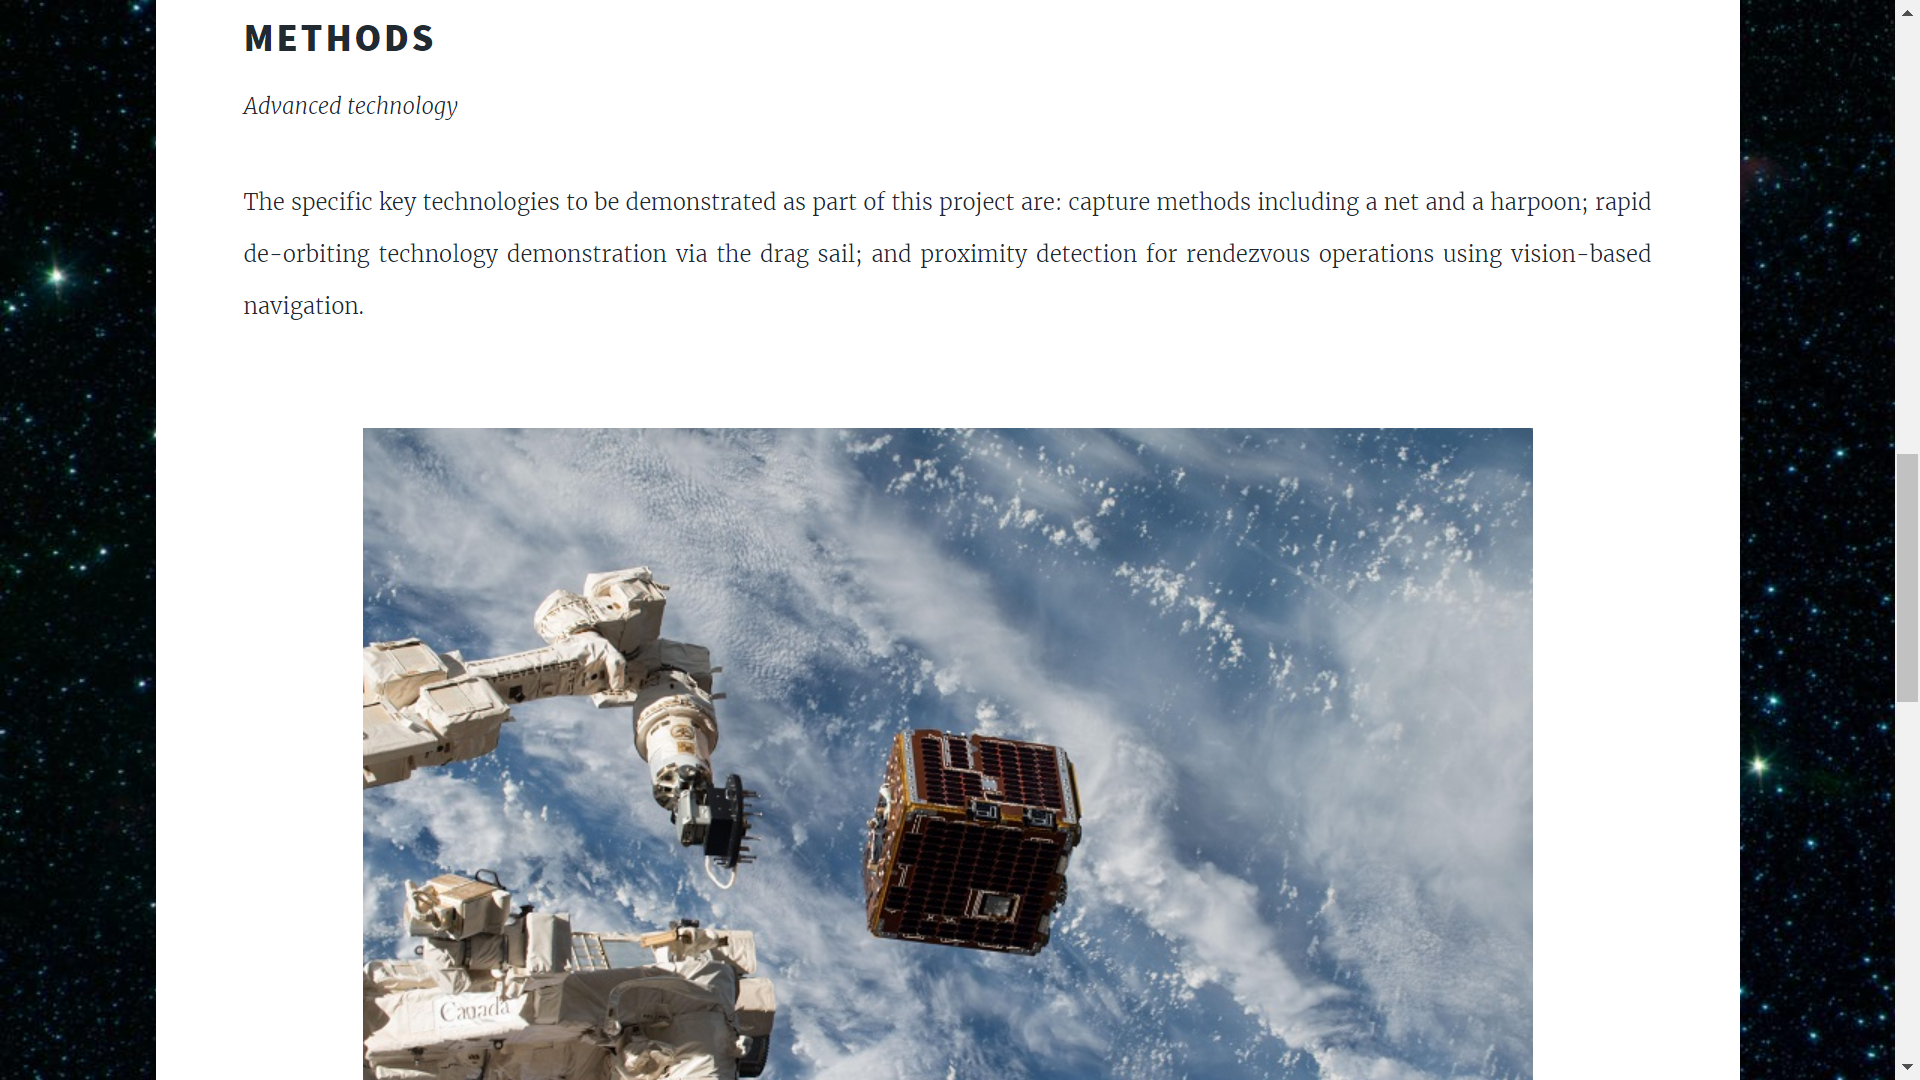 METHODS
Advanced technology
The specific key technologies to be demonstrated as part of this project are: capture methods including a net and a harpoon; rapid
de-orbiting technology demonstration via the drag sail; and proximity detection for rendezvous operations using vision-based
navigation.
Canada